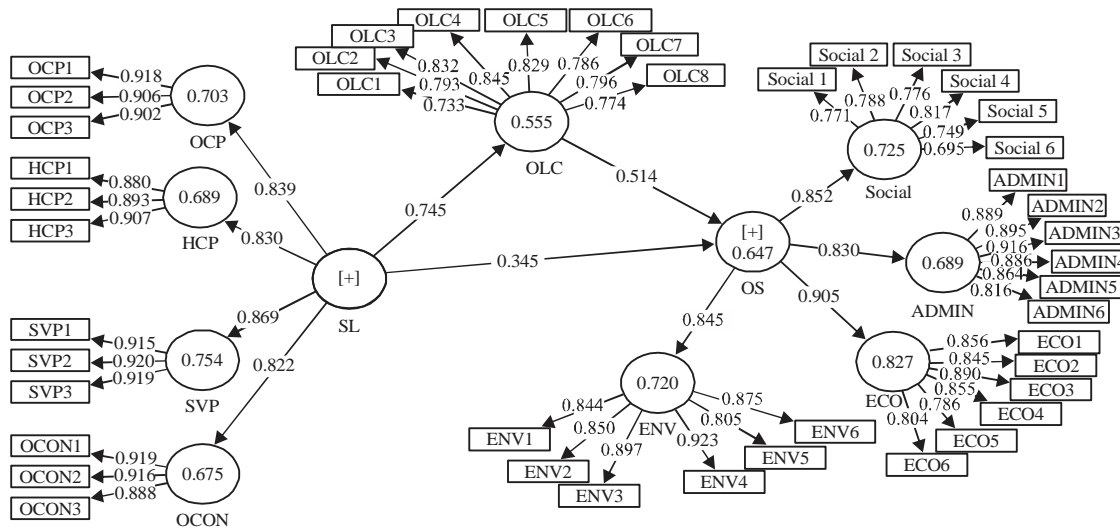 OLC4
OLC5
OLC6
OLC3
OLC7
OLC2
OLC8
OLC1
0.832
0.845
0.829
0.786
0.793
0.796
0.733
0.774
0.555
OLC
OCP1
OCP2
OCP3
0.918
0.906
0.902
0.703
OCP
HCP1
HCP2
HCP3
0.880
0.893
0.907
0.689
HCP
SVP1
SVP2
SVP3
0.915
0.920
0.919
0.754
SVP
OCON1
OCON2
OCON3
0.919
0.916
0.888
0.675
OCON
0.839
0.830
0.869
0.822
[+]
SL
0.745
0.345
0.514
[+]
0.647
OS
0.852
0.830
0.905
0.845
Social 1
Social 2
Social 3
Social 4
Social 5
Social 6
0.771
0.788
0.776
0.817
0.749
0.695
0.725
Social
ADMIN1
ADMIN2
ADMIN3
ADMIN4
ADMIN5
ADMIN6
0.889
0.895
0.916
0.886
0.864
0.816
0.689
ADMIN
ECO1
ECO2
ECO3
ECO4
ECO5
ECO6
0.856
0.845
0.890
0.855
0.786
0.804
0.827
ECO
0.720
ENV
0.844
0.850
0.897
0.923
0.805
0.875
ENV1
ENV2
ENV3
ENV4
ENV5
ENV6